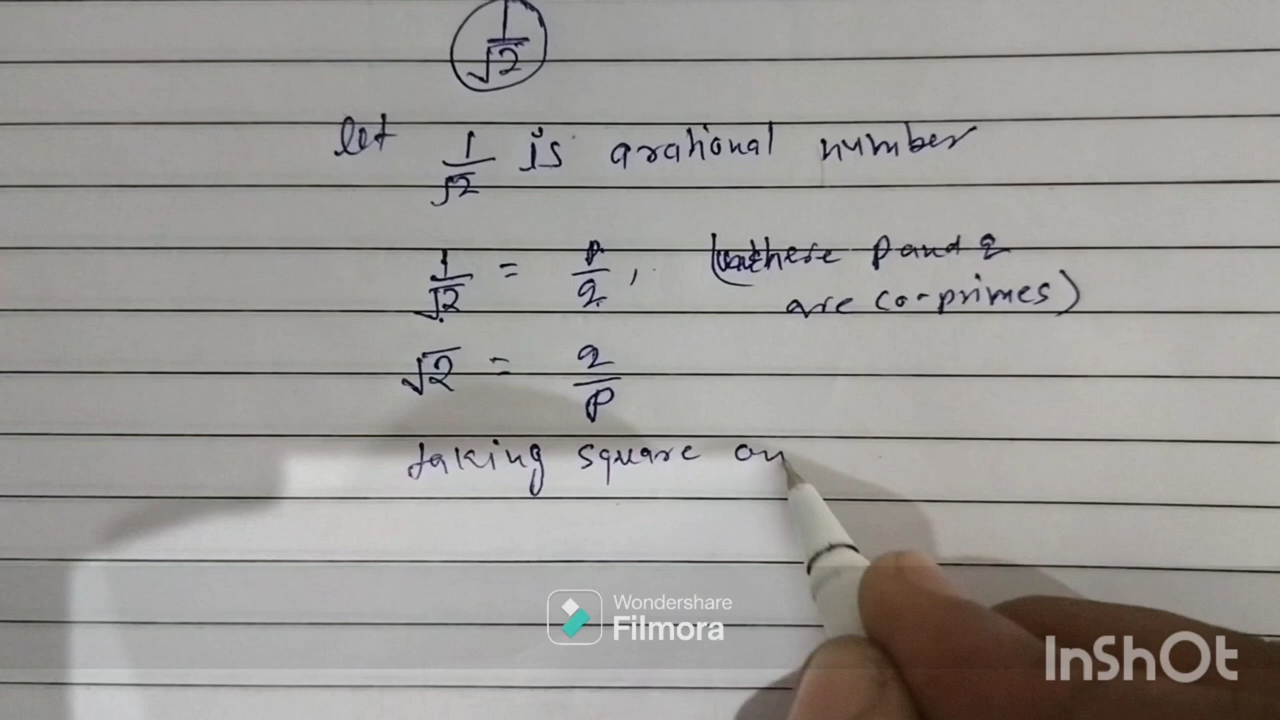 1/√2
let 1/√2 is a rational number
1/√2 = p/q, (where p and q
are co-primes)
√2 = q/p
taking square on
Wondershare
Filmora
InShOt